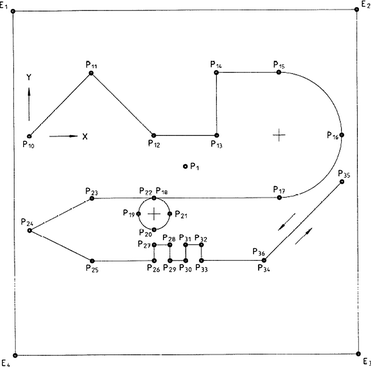 E1 E2
P11 P14 P15
Y
X
P10 P12 P13 P16
P1
P35
P23 P22 P18 P17
P19 P21
P24
P20
P28 P31 P32
P27
P36
P25 P26 P29 P30 P33 P34
E4 E3